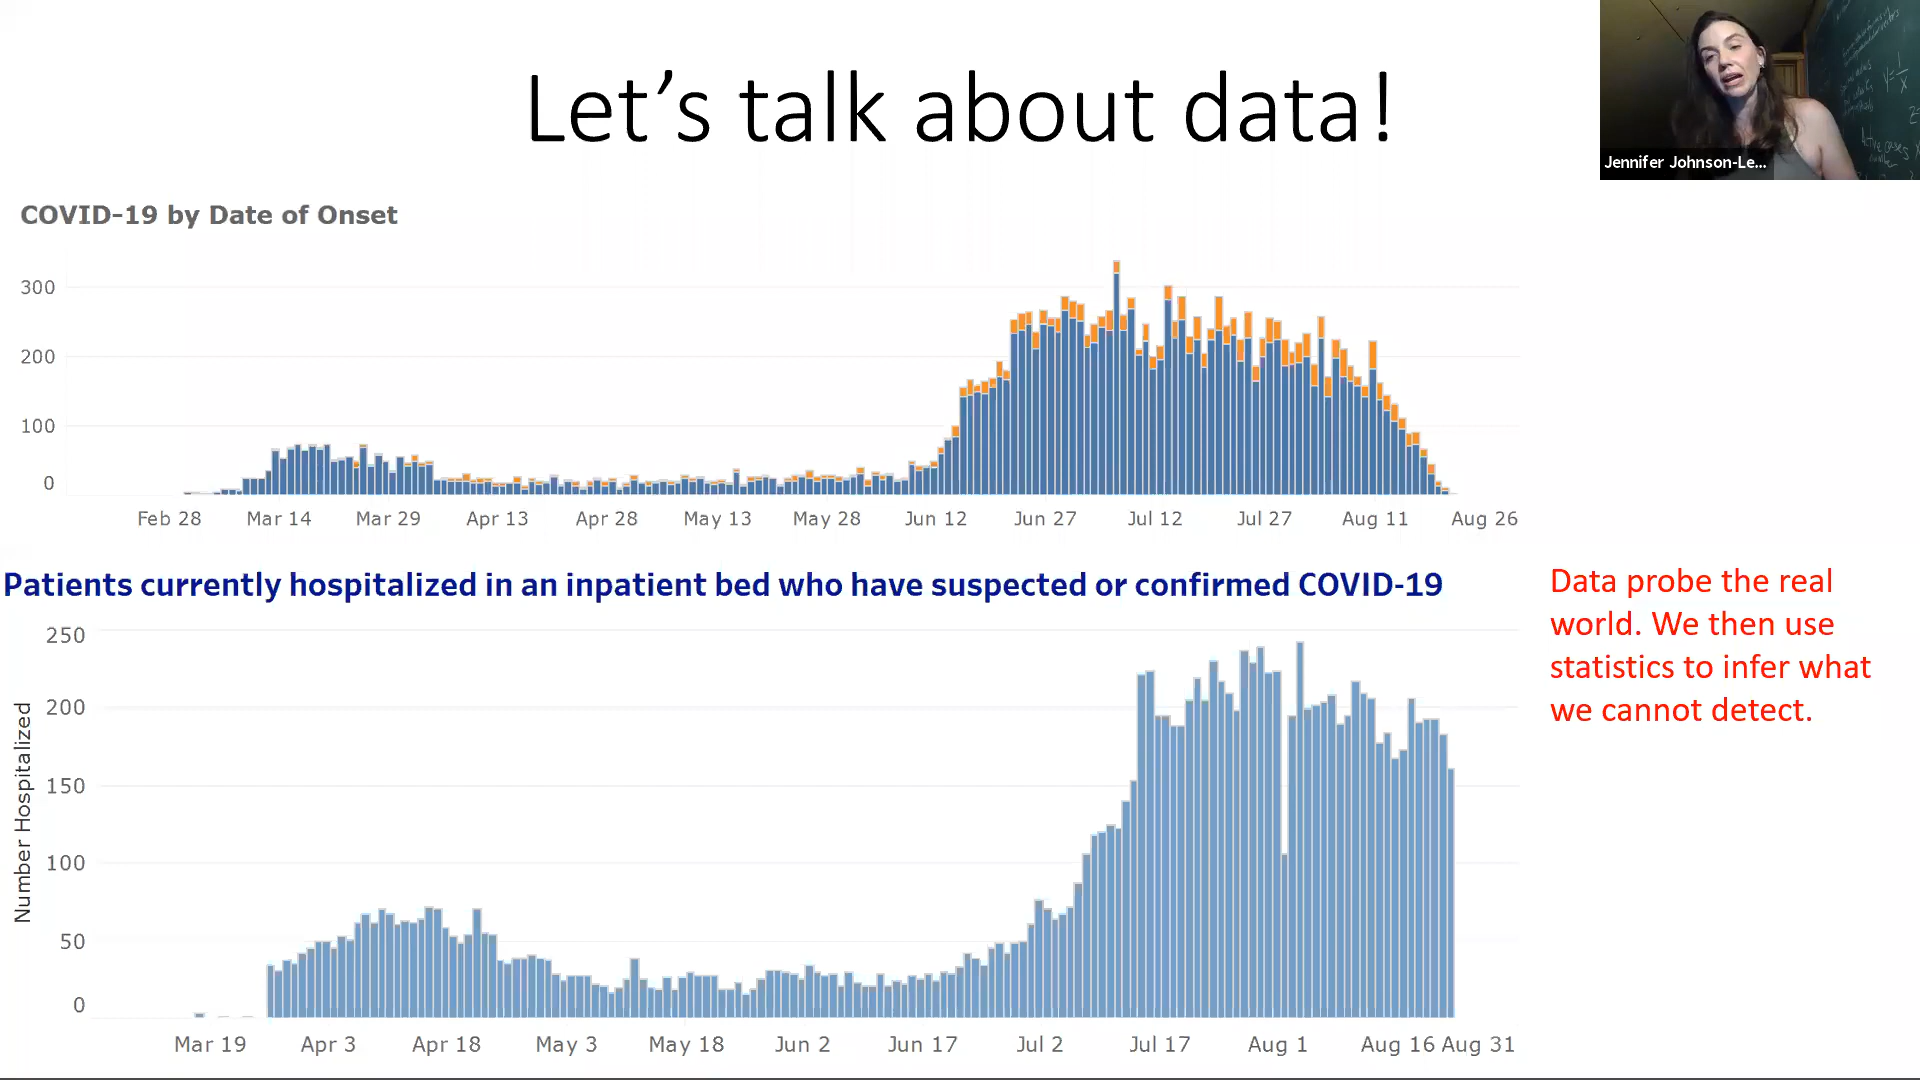 Let's talk about data!
Jennifer Johnson-Le...
COVID-19 by Date of Onset
300
200
100
0
Feb 28 Mar 14 Mar 29 Apr 13 Apr 28 May 13 May 28 Jun 12 Jun 27 Jul 12 Jul 27 Aug 11 Aug 26
Patients currently hospitalized in an inpatient bed who have suspected or confirmed COVID-19
Number Hospitalized
250
200
150
100
50
0
Mar 19 Apr 3 Apr 18 May 3 May 18 Jun 2 Jun 17 Jul 2 Jul 17 Aug 1 Aug 16 Aug 31
Data probe the real
world. We then use
statistics to infer what
we cannot detect.